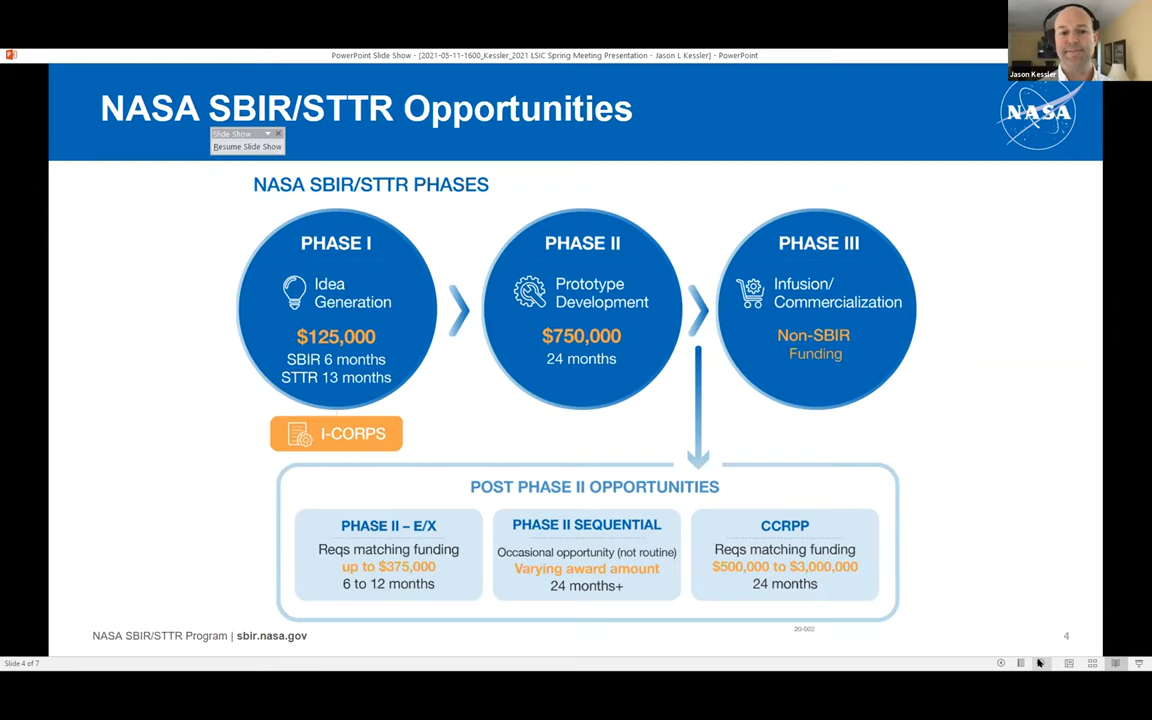 PowerPoint Slide Show - [2021-05-11-1600_Kessler_2021 LSIC Spring Meeting Presentation - Jason L Kessler] - PowerPoint
Jason Kessler
NASA SBIR/STTR Opportunities
NASA
Slide Show
Resume Slide Show
NASA SBIR/STTR PHASES
PHASE I
Idea
Generation
$125,000
SBIR 6 months
STTR 13 months
I-CORPS
PHASE II
Prototype
Development
$750,000
24 months
PHASE III
Infusion/
Commercialization
Non-SBIR
Funding
POST PHASE II OPPORTUNITIES
PHASE II – E/X
Reqs matching funding
up to $375,000
6 to 12 months
PHASE II SEQUENTIAL
Occasional opportunity (not routine)
Varying award amount
24 months+
CCRPP
Reqs matching funding
$500,000 to $3,000,000
24 months
20-002
NASA SBIR/STTR Program | sbir.nasa.gov
4
Slide 4 of 7